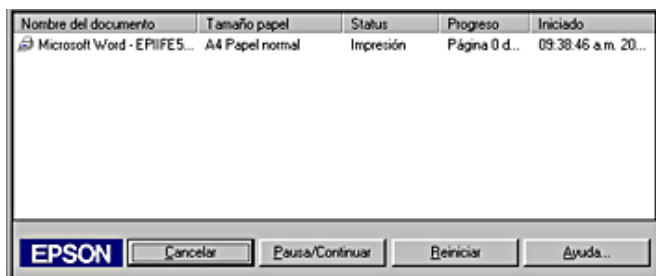 Nombre del documento Tamaño papel Status Progreso Iniciado
Microsoft Word - EPIIFE5... A4 Papel normal Impresión Página 0 d... 09:38:46 a.m. 20...
EPSON Cancelar Pausa/Continuar Reiniciar Ayuda...